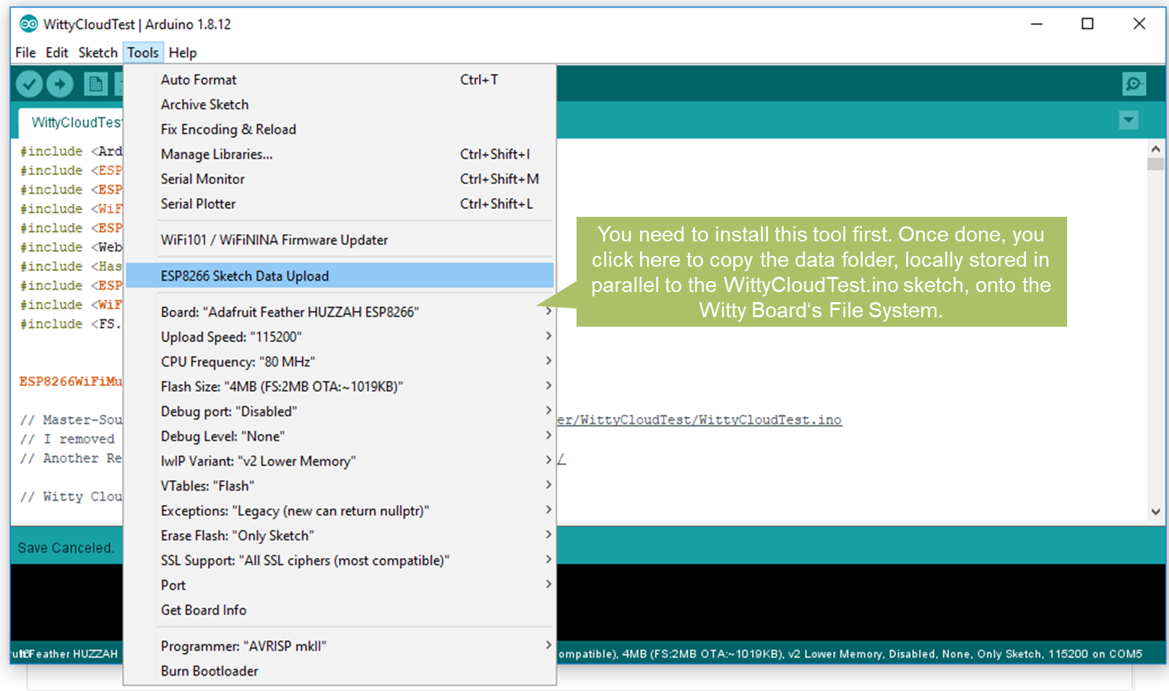 WittyCloudTest | Arduino 1.8.12
File Edit Sketch Tools Help
Auto Format Ctrl+T
Archive Sketch
Fix Encoding & Reload
Manage Libraries... Ctrl+Shift+I
Serial Monitor Ctrl+Shift+M
Serial Plotter Ctrl+Shift+L
WiFi101 / WiFiNINA Firmware Updater
ESP8266 Sketch Data Upload
Board: "Adafruit Feather HUZZAH ESP8266"
Upload Speed: "115200"
CPU Frequency: "80 MHz"
Flash Size: "4MB (FS:2MB OTA:~1019KB)"
Debug port: "Disabled"
Debug Level: "None"
lwIP Variant: "v2 Lower Memory"
VTables: "Flash"
Exceptions: "Legacy (new can return nullptr)"
Erase Flash: "Only Sketch"
SSL Support: "All SSL ciphers (most compatible)"
Port
Get Board Info
Programmer: "AVRISP mkII"
Burn Bootloader
WittyCloudTes
#include <Ard
#include <ESP
#include <ESP
#include <WiF
#include <ESP
#include <Web
#include <Has
#include <ESP
#include <WiF
#include <FS.
ESP8266WiFiMu
// Master-Sou er/WittyCloudTest/WittyCloudTest.ino
// I removed
// Another Re /
// Witty Clou
You need to install this tool first. Once done, you
click here to copy the data folder, locally stored in
parallel to the WittyCloudTest.ino sketch, onto the
Witty Board‘s File System.
Save Canceled.
Feather HUZZAH ompatible), 4MB (FS:2MB OTA:~1019KB), v2 Lower Memory, Disabled, None, Only Sketch, 115200 on COM5